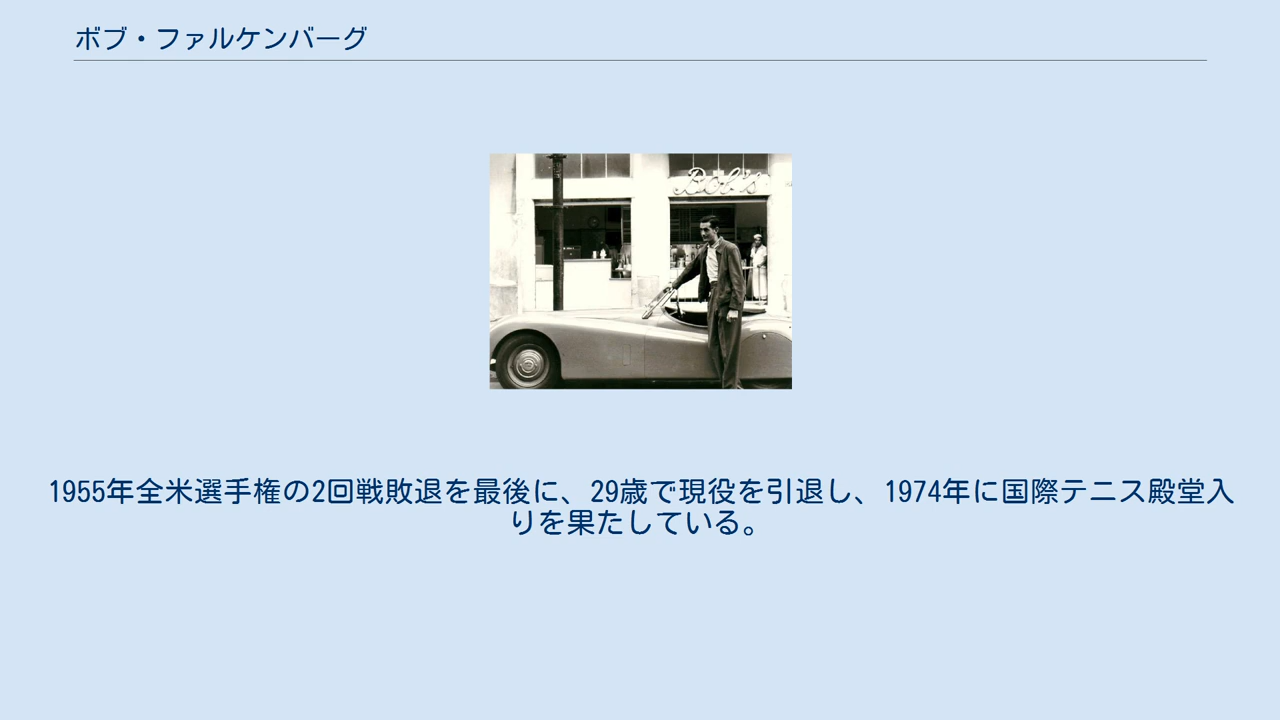 ボブ・ファルケンバーグ
Bob's
1955年全米選手権の2回戦敗退を最後に、29歳で現役を引退し、1974年に国際テニス殿堂入
りを果たしている。